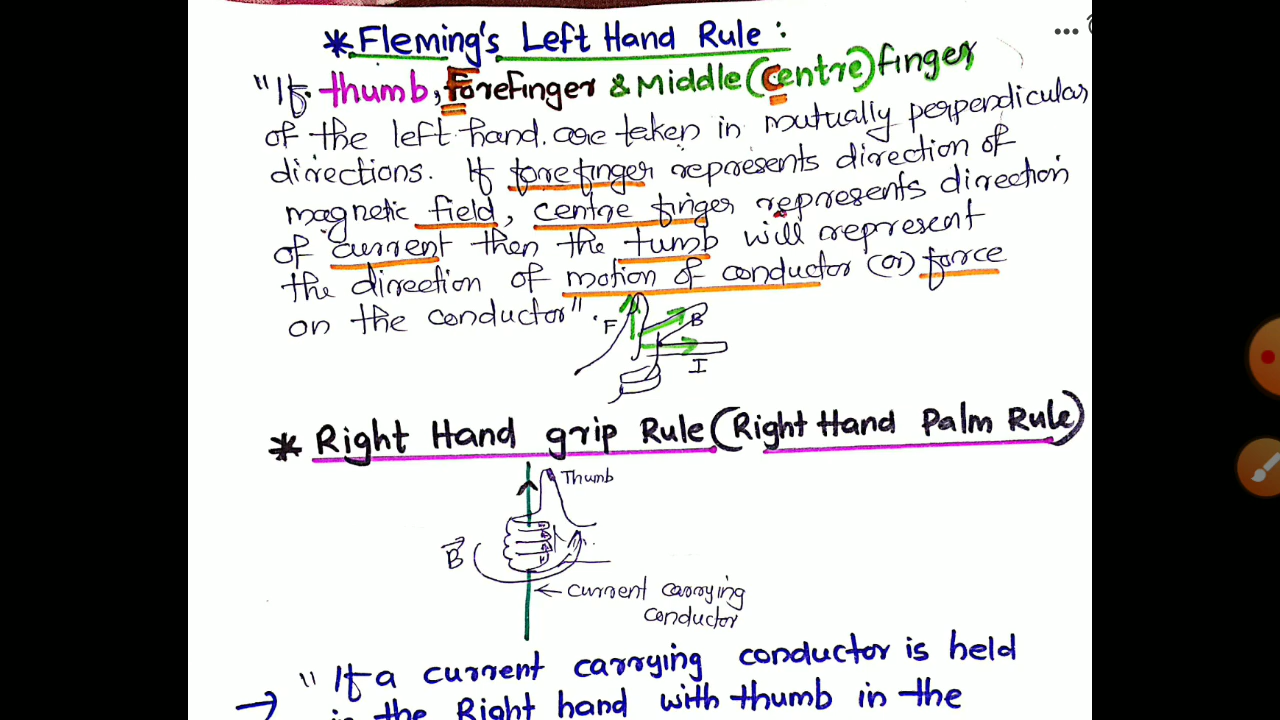 *Fleming's Left Hand Rule:
"If thumb, Forefinger & Middle (Centre) finger
of the left hand are taken in mutually perpendicular
directions. If forefinger represents direction of
magnetic field, centre finger represents direction
of current then the tumb will represent
the direction of motion of conductor (or) force
on the conductor".
F B
I
* Right Hand grip Rule (Right Hand Palm Rule)
Thumb
B
← current carrying
conductor
"If a current carrying conductor is held
→ in the Right hand with thumb in the